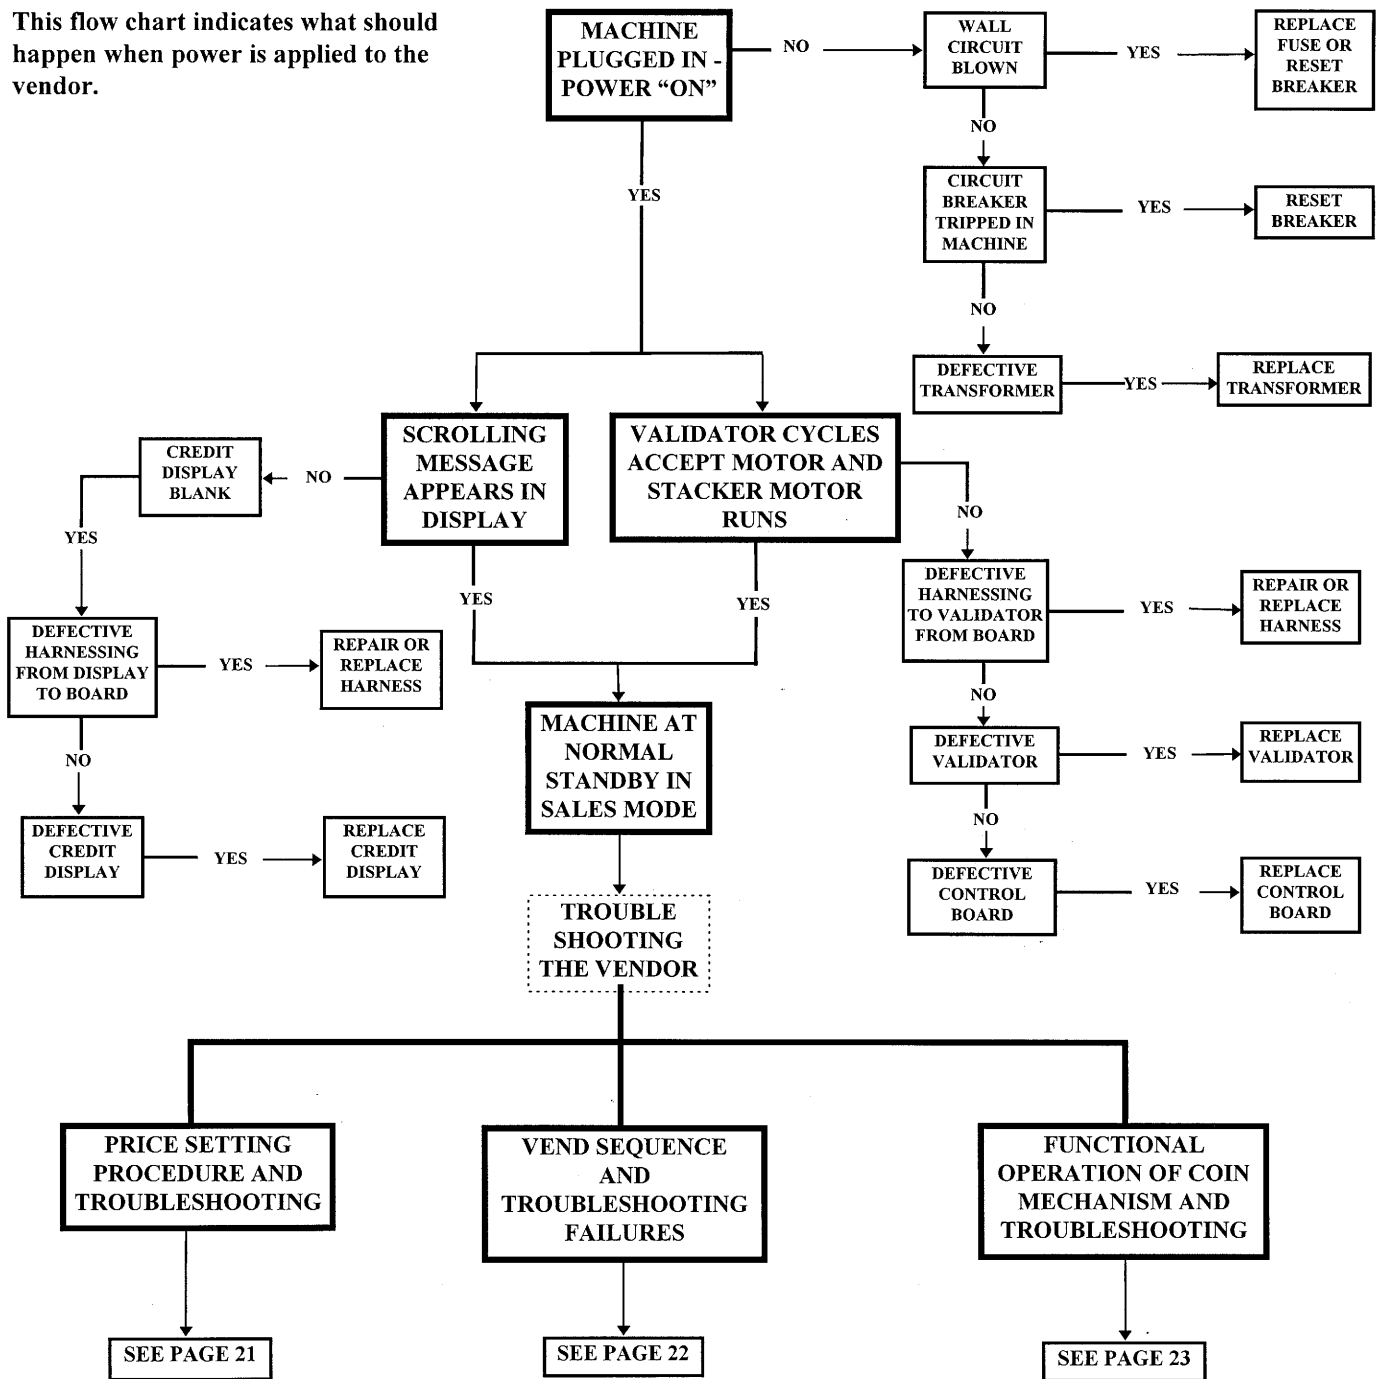 This flow chart indicates what should
happen when power is applied to the
vendor.
MACHINE
PLUGGED IN -
POWER “ON”
NO
WALL
CIRCUIT
BLOWN
YES
REPLACE
FUSE OR
RESET
BREAKER
NO
YES
CIRCUIT
BREAKER
TRIPPED IN
MACHINE
YES
RESET
BREAKER
NO
DEFECTIVE
TRANSFORMER
YES
REPLACE
TRANSFORMER
CREDIT
DISPLAY
BLANK
NO
SCROLLING
MESSAGE
APPEARS IN
DISPLAY
VALIDATOR CYCLES
ACCEPT MOTOR AND
STACKER MOTOR
RUNS
NO
YES
YES
YES
DEFECTIVE
HARNESSING
TO VALIDATOR
FROM BOARD
YES
REPAIR OR
REPLACE
HARNESS
DEFECTIVE
HARNESSING
FROM DISPLAY
TO BOARD
YES
REPAIR OR
REPLACE
HARNESS
NO
MACHINE AT
NORMAL
STANDBY IN
SALES MODE
DEFECTIVE
VALIDATOR
YES
REPLACE
VALIDATOR
NO
NO
DEFECTIVE
CREDIT
DISPLAY
YES
REPLACE
CREDIT
DISPLAY
DEFECTIVE
CONTROL
BOARD
YES
REPLACE
CONTROL
BOARD
TROUBLE
SHOOTING
THE VENDOR
PRICE SETTING
PROCEDURE AND
TROUBLESHOOTING
VEND SEQUENCE
AND
TROUBLESHOOTING
FAILURES
FUNCTIONAL
OPERATION OF COIN
MECHANISM AND
TROUBLESHOOTING
SEE PAGE 21
SEE PAGE 22
SEE PAGE 23